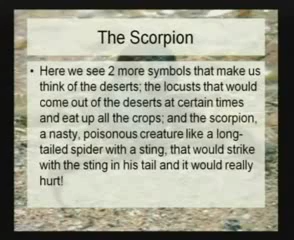 The Scorpion
• Here we see 2 more symbols that make us
think of the deserts; the locusts that would
come out of the deserts at certain times
and eat up all the crops; and the scorpion,
a nasty, poisonous creature like a long-
tailed spider with a sting, that would strike
with the sting in his tail and it would really
hurt!